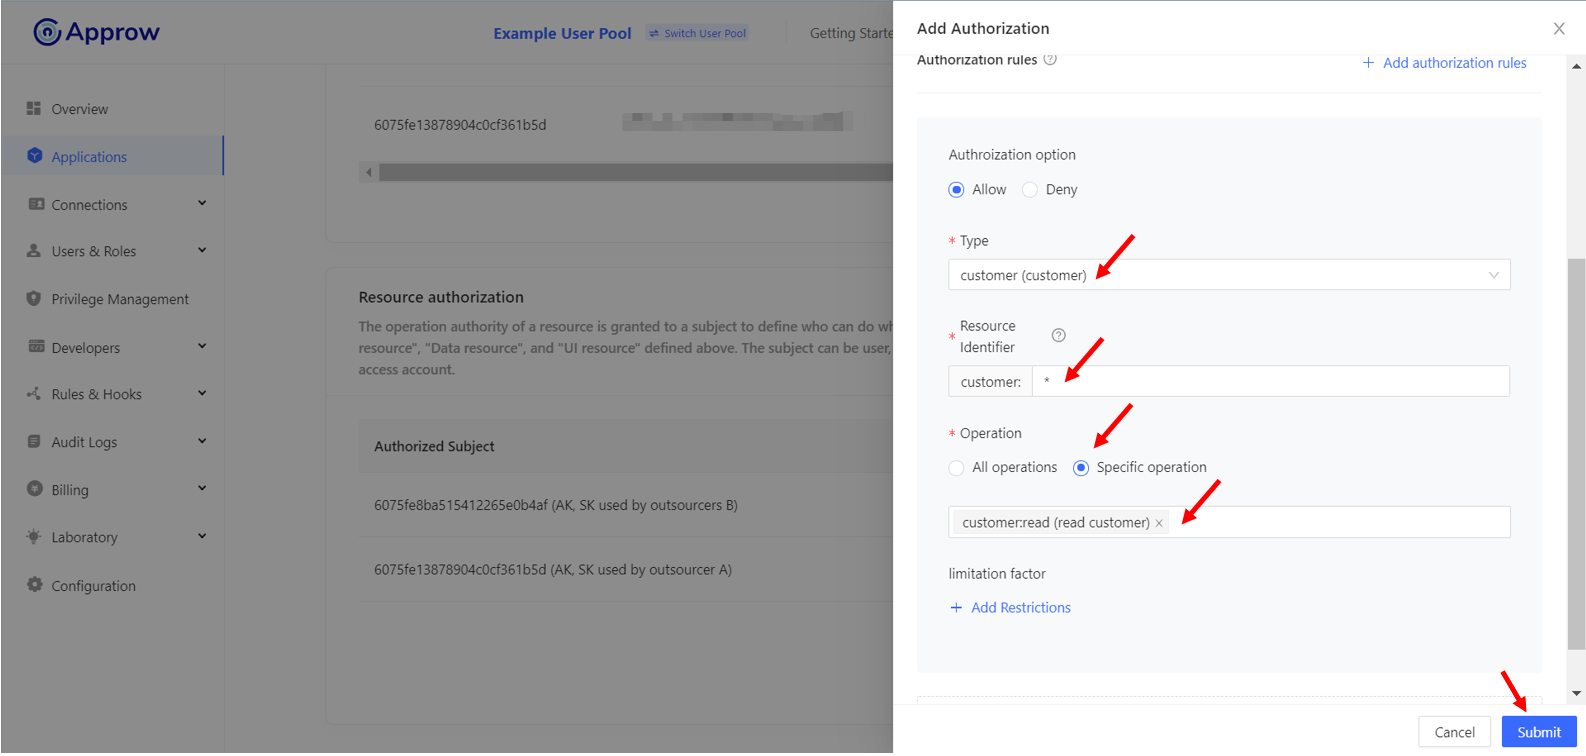 Approw
Example User Pool
Switch User Pool
Getting Starte
Overview
Applications
Connections
Users & Roles
Privilege Management
Developers
Rules & Hooks
Audit Logs
Billing
Laboratory
Configuration
6075fe13878904c0cf361b5d
Resource authorization
The operation authority of a resource is granted to a subject to define who can do wh
resource", "Data resource", and "UI resource" defined above. The subject can be user,
access account.
Authorized Subject
6075fe8ba515412265e0b4af (AK, SK used by outsourcers B)
6075fe13878904c0cf361b5d (AK, SK used by outsourcer A)
Add Authorization
Authorization rules ?
+ Add authorization rules
Authroization option
Allow Deny
* Type
customer (customer)
* Resource
Identifier ?
customer: *
* Operation
All operations Specific operation
customer:read (read customer) ×
limitation factor
+ Add Restrictions
Cancel Submit